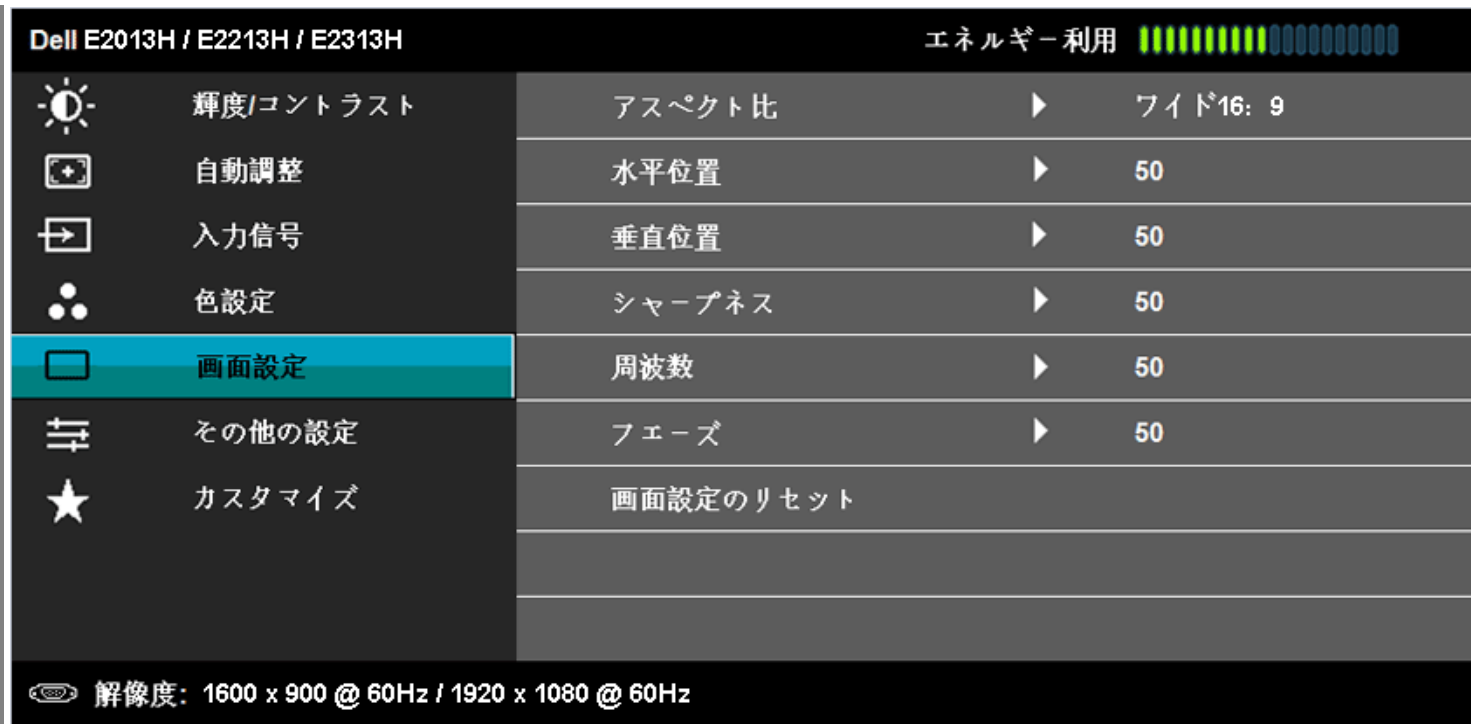 Dell E2013H / E2213H / E2313H エネルギー利用
輝度/コントラスト アスペクト比 ワイド16: 9
自動調整 水平位置 50
入力信号 垂直位置 50
色設定 シャープネス 50
画面設定 周波数 50
その他の設定 フエーズ 50
カスタマイズ 画面設定のリセット
解像度: 1600 x 900 @ 60Hz / 1920 x 1080 @ 60Hz